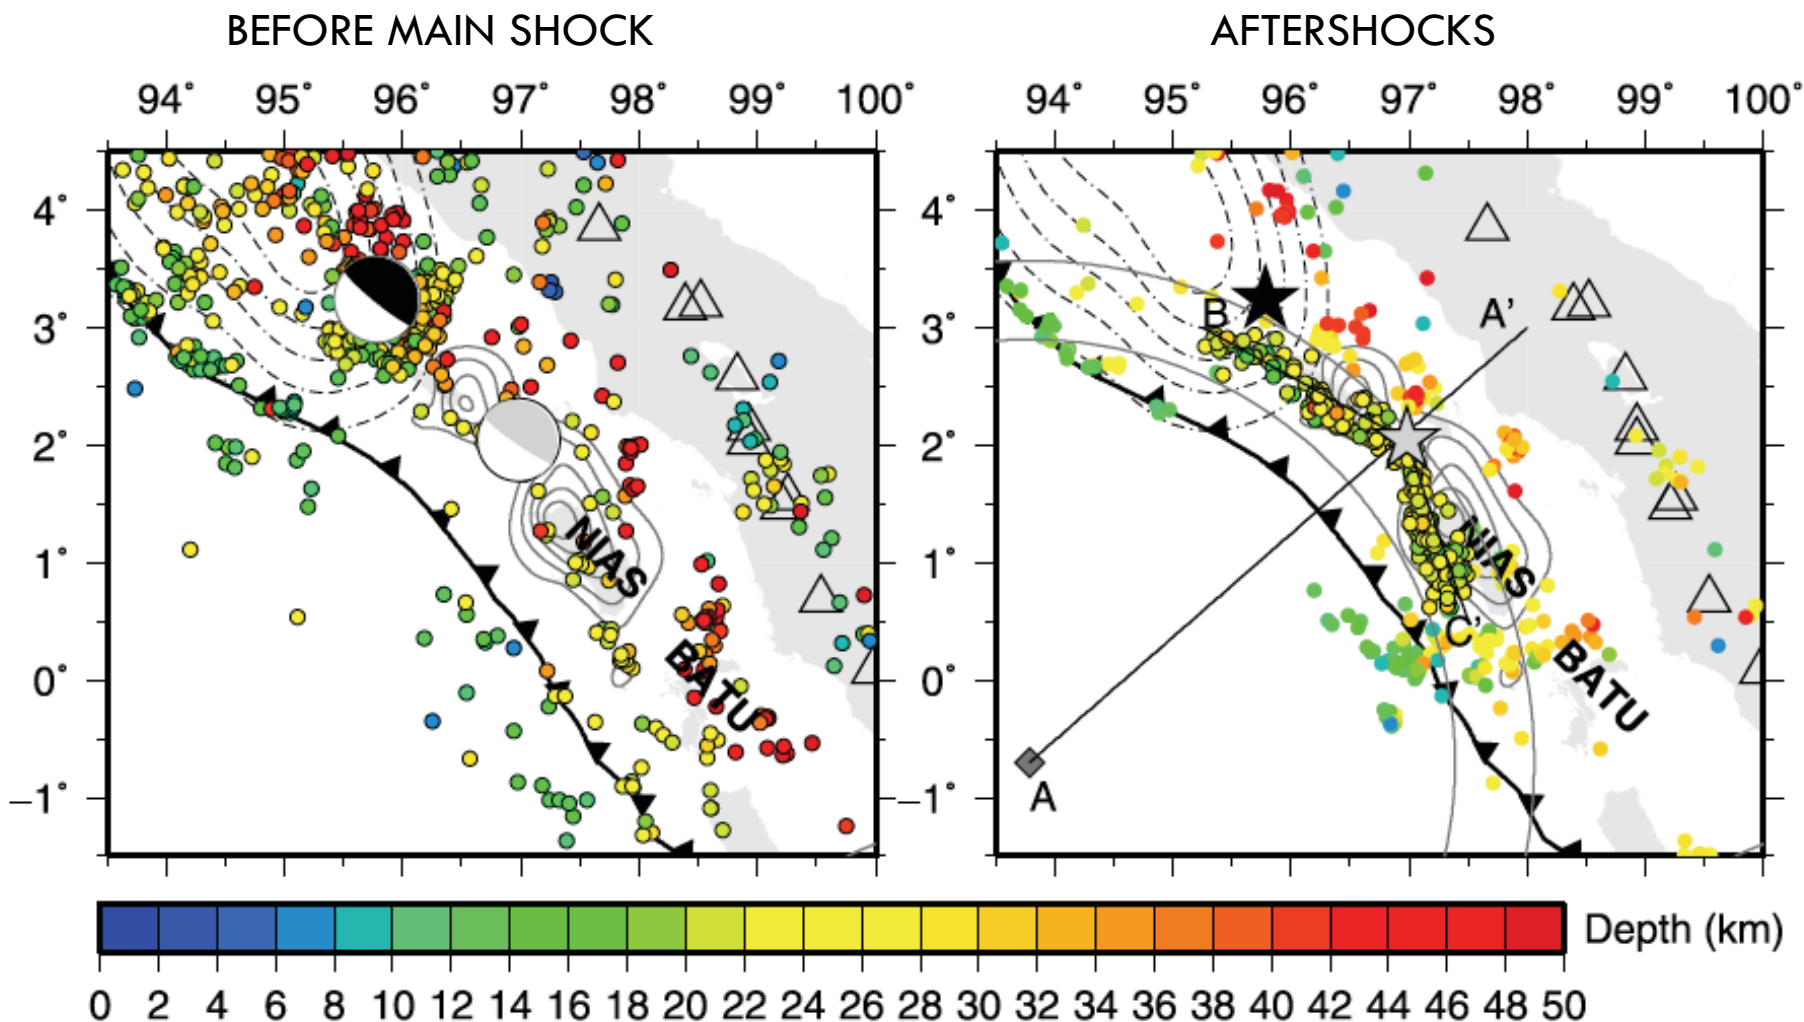 BEFORE MAIN SHOCK
AFTERSHOCKS
94° 95° 96° 97° 98° 99° 100°
94° 95° 96° 97° 98° 99° 100°
4°
3°
2°
1°
0°
−1°
NIAS
BATU
4°
3°
2°
1°
0°
−1°
B
A'
NIAS
C'
BATU
A
Depth (km)
0 2 4 6 8 10 12 14 16 18 20 22 24 26 28 30 32 34 36 38 40 42 44 46 48 50